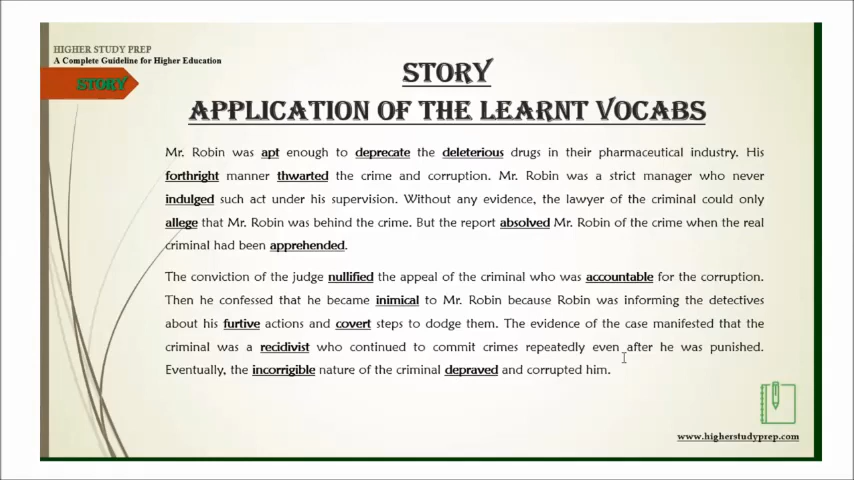 HIGHER STUDY PREP
A Complete Guideline for Higher Education
STORY
STORY
APPLICATION OF THE LEARNT VOCABS
Mr. Robin was apt enough to deprecate the deleterious drugs in their pharmaceutical industry. His
forthright manner thwarted the crime and corruption. Mr. Robin was a strict manager who never
indulged such act under his supervision. Without any evidence, the lawyer of the criminal could only
allege that Mr. Robin was behind the crime. But the report absolved Mr. Robin of the crime when the real
criminal had been apprehended.
The conviction of the judge nullified the appeal of the criminal who was accountable for the corruption.
Then he confessed that he became inimical to Mr. Robin because Robin was informing the detectives
about his furtive actions and covert steps to dodge them. The evidence of the case manifested that the
criminal was a recidivist who continued to commit crimes repeatedly even after he was punished.
Eventually, the incorrigible nature of the criminal depraved and corrupted him.
www.higherstudyprep.com